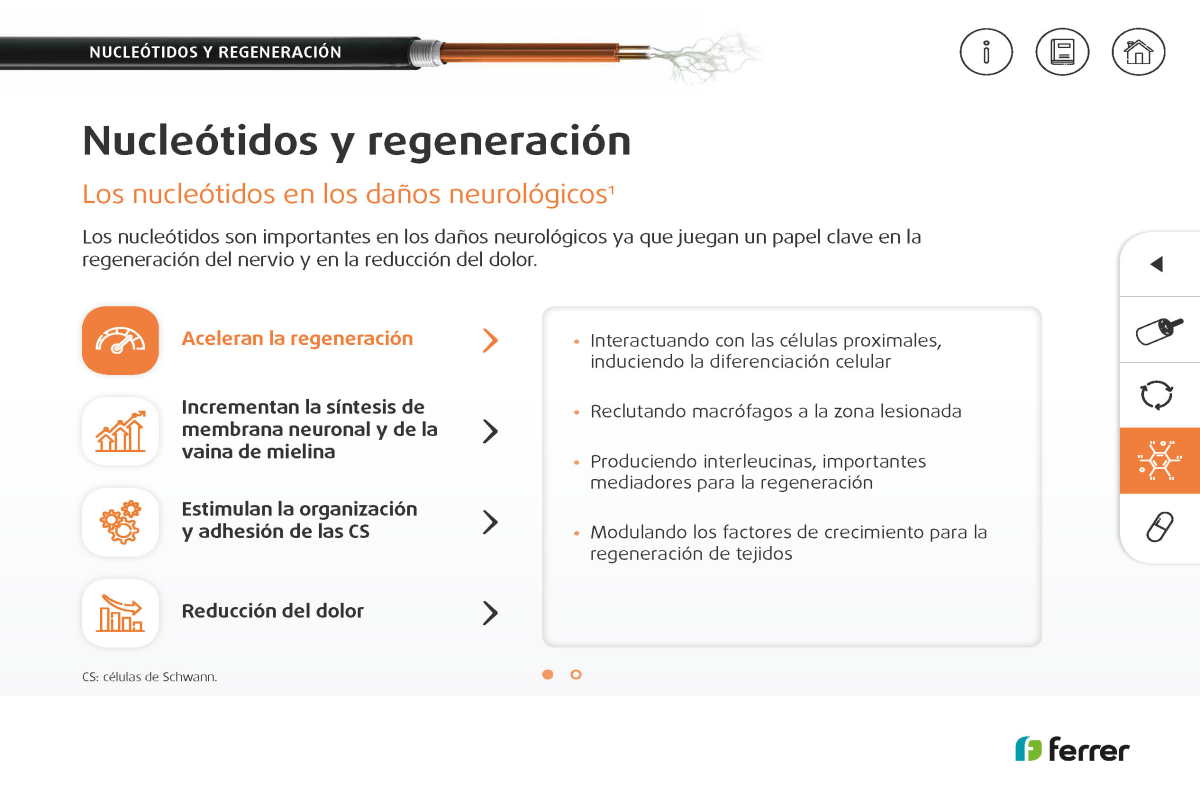 NUCLEÓTIDOS Y REGENERACIÓN
Nucleótidos y regeneración
Los nucleótidos en los daños neurológicos¹
Los nucleótidos son importantes en los daños neurológicos ya que juegan un papel clave en la
regeneración del nervio y en la reducción del dolor.
Aceleran la regeneración
Incrementan la síntesis de
membrana neuronal y de la
vaina de mielina
Estimulan la organización
y adhesión de las CS
Reducción del dolor
• Interactuando con las células proximales,
induciendo la diferenciación celular
• Reclutando macrófagos a la zona lesionada
• Produciendo interleucinas, importantes
mediadores para la regeneración
• Modulando los factores de crecimiento para la
regeneración de tejidos
CS: células de Schwann.
ferrer